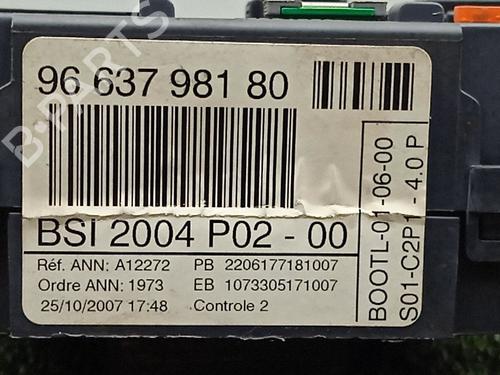 B-PARTS
96 637 981 80
BSI 2004 P02 - 00
Réf. ANN: A12272 PB 2206177181007
Ordre ANN: 1973 EB 1073305171007
25/10/2007 17:48 Controle 2
BOOTL-01-06-00
S01-C2P1 - 4.0 P